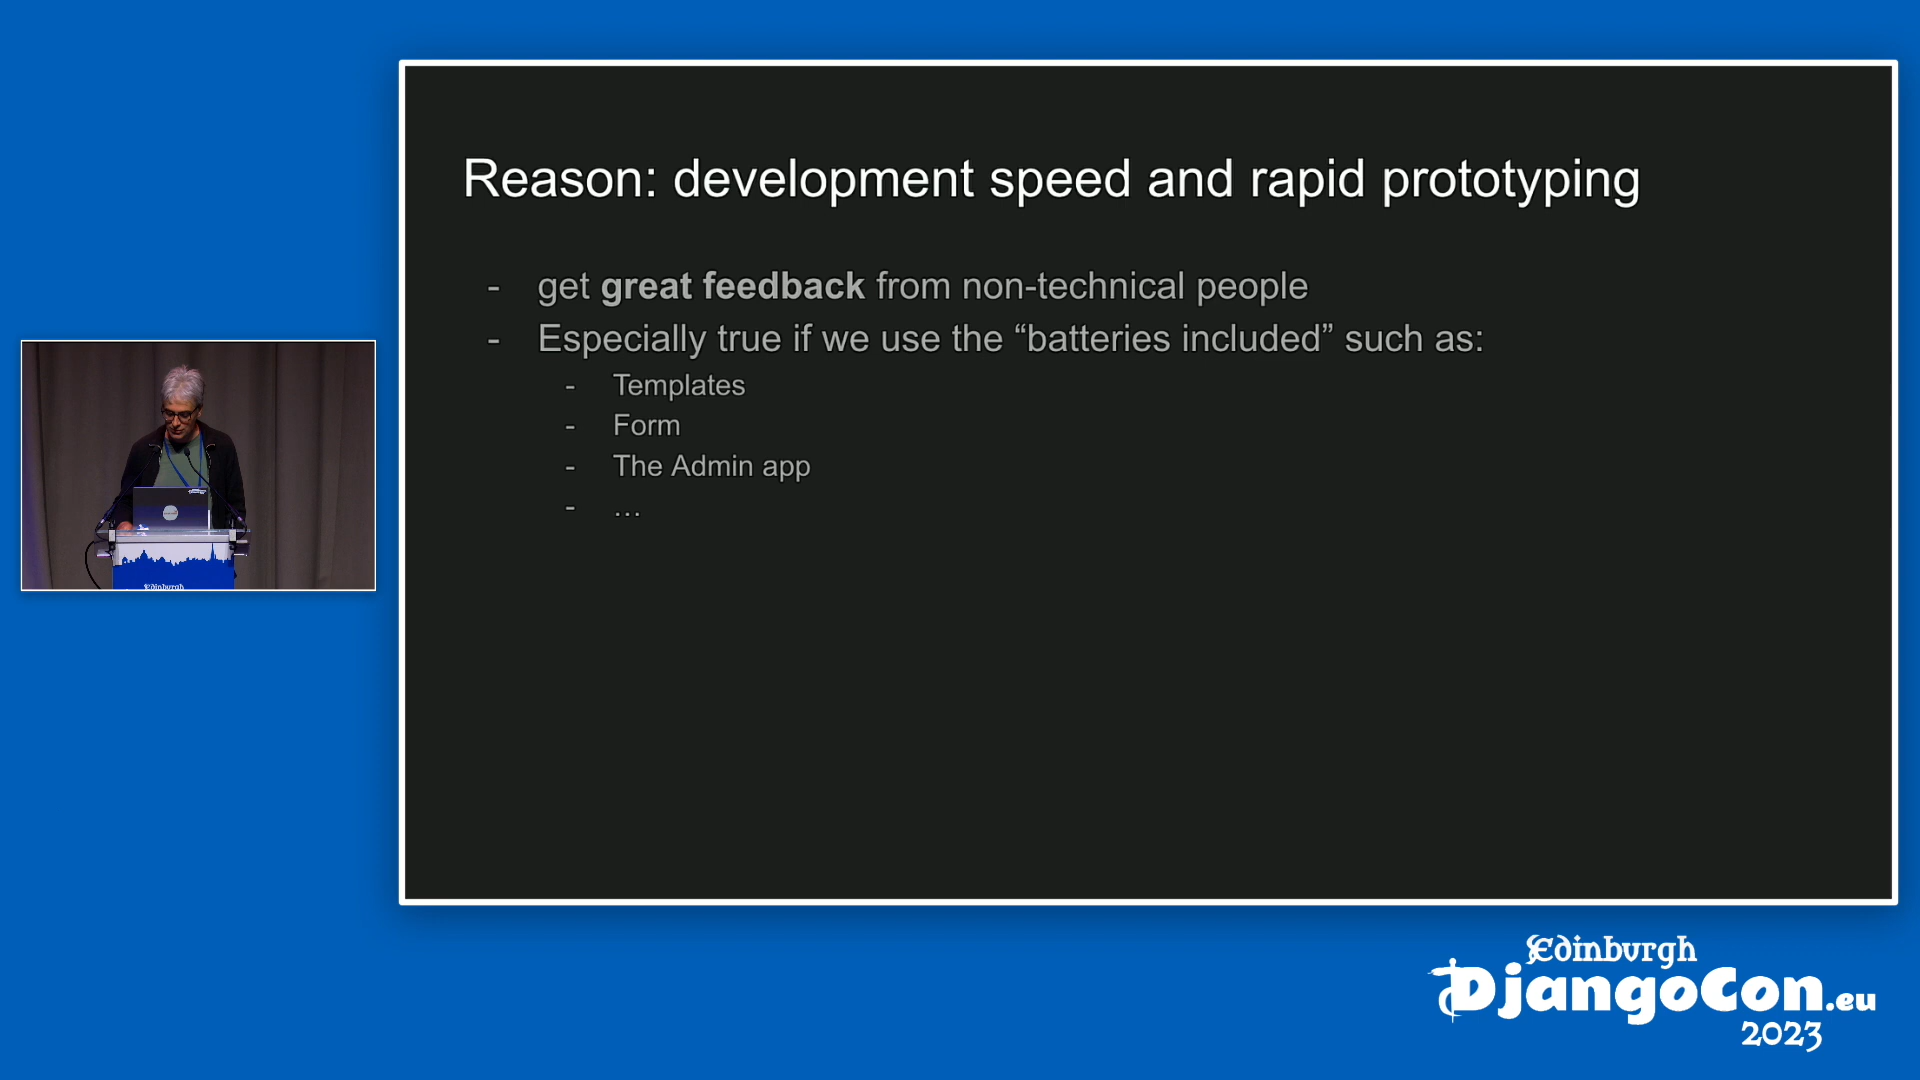 Reason: development speed and rapid prototyping
- get great feedback from non-technical people
- Especially true if we use the “batteries included” such as:
- Templates
- Form
- The Admin app
- …
Edinburgh
Edinburgh
DjangoCon.eu
2023